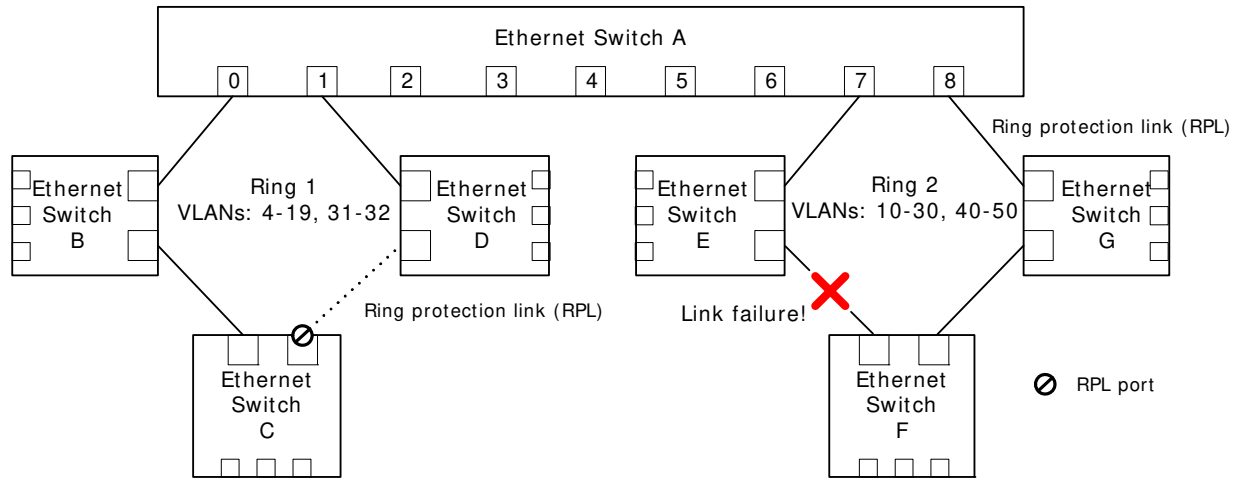 Ethernet Switch A
0 1 2 3 4 5 6 7 8
Ring protection link (RPL)
Ethernet
Switch
B
Ring 1
VLANs: 4-19, 31-32
Ethernet
Switch
D
Ethernet
Switch
E
Ring 2
VLANs: 10-30, 40-50
Ethernet
Switch
G
Ring protection link (RPL)
Link failure!
Ethernet
Switch
C
Ethernet
Switch
F
RPL port